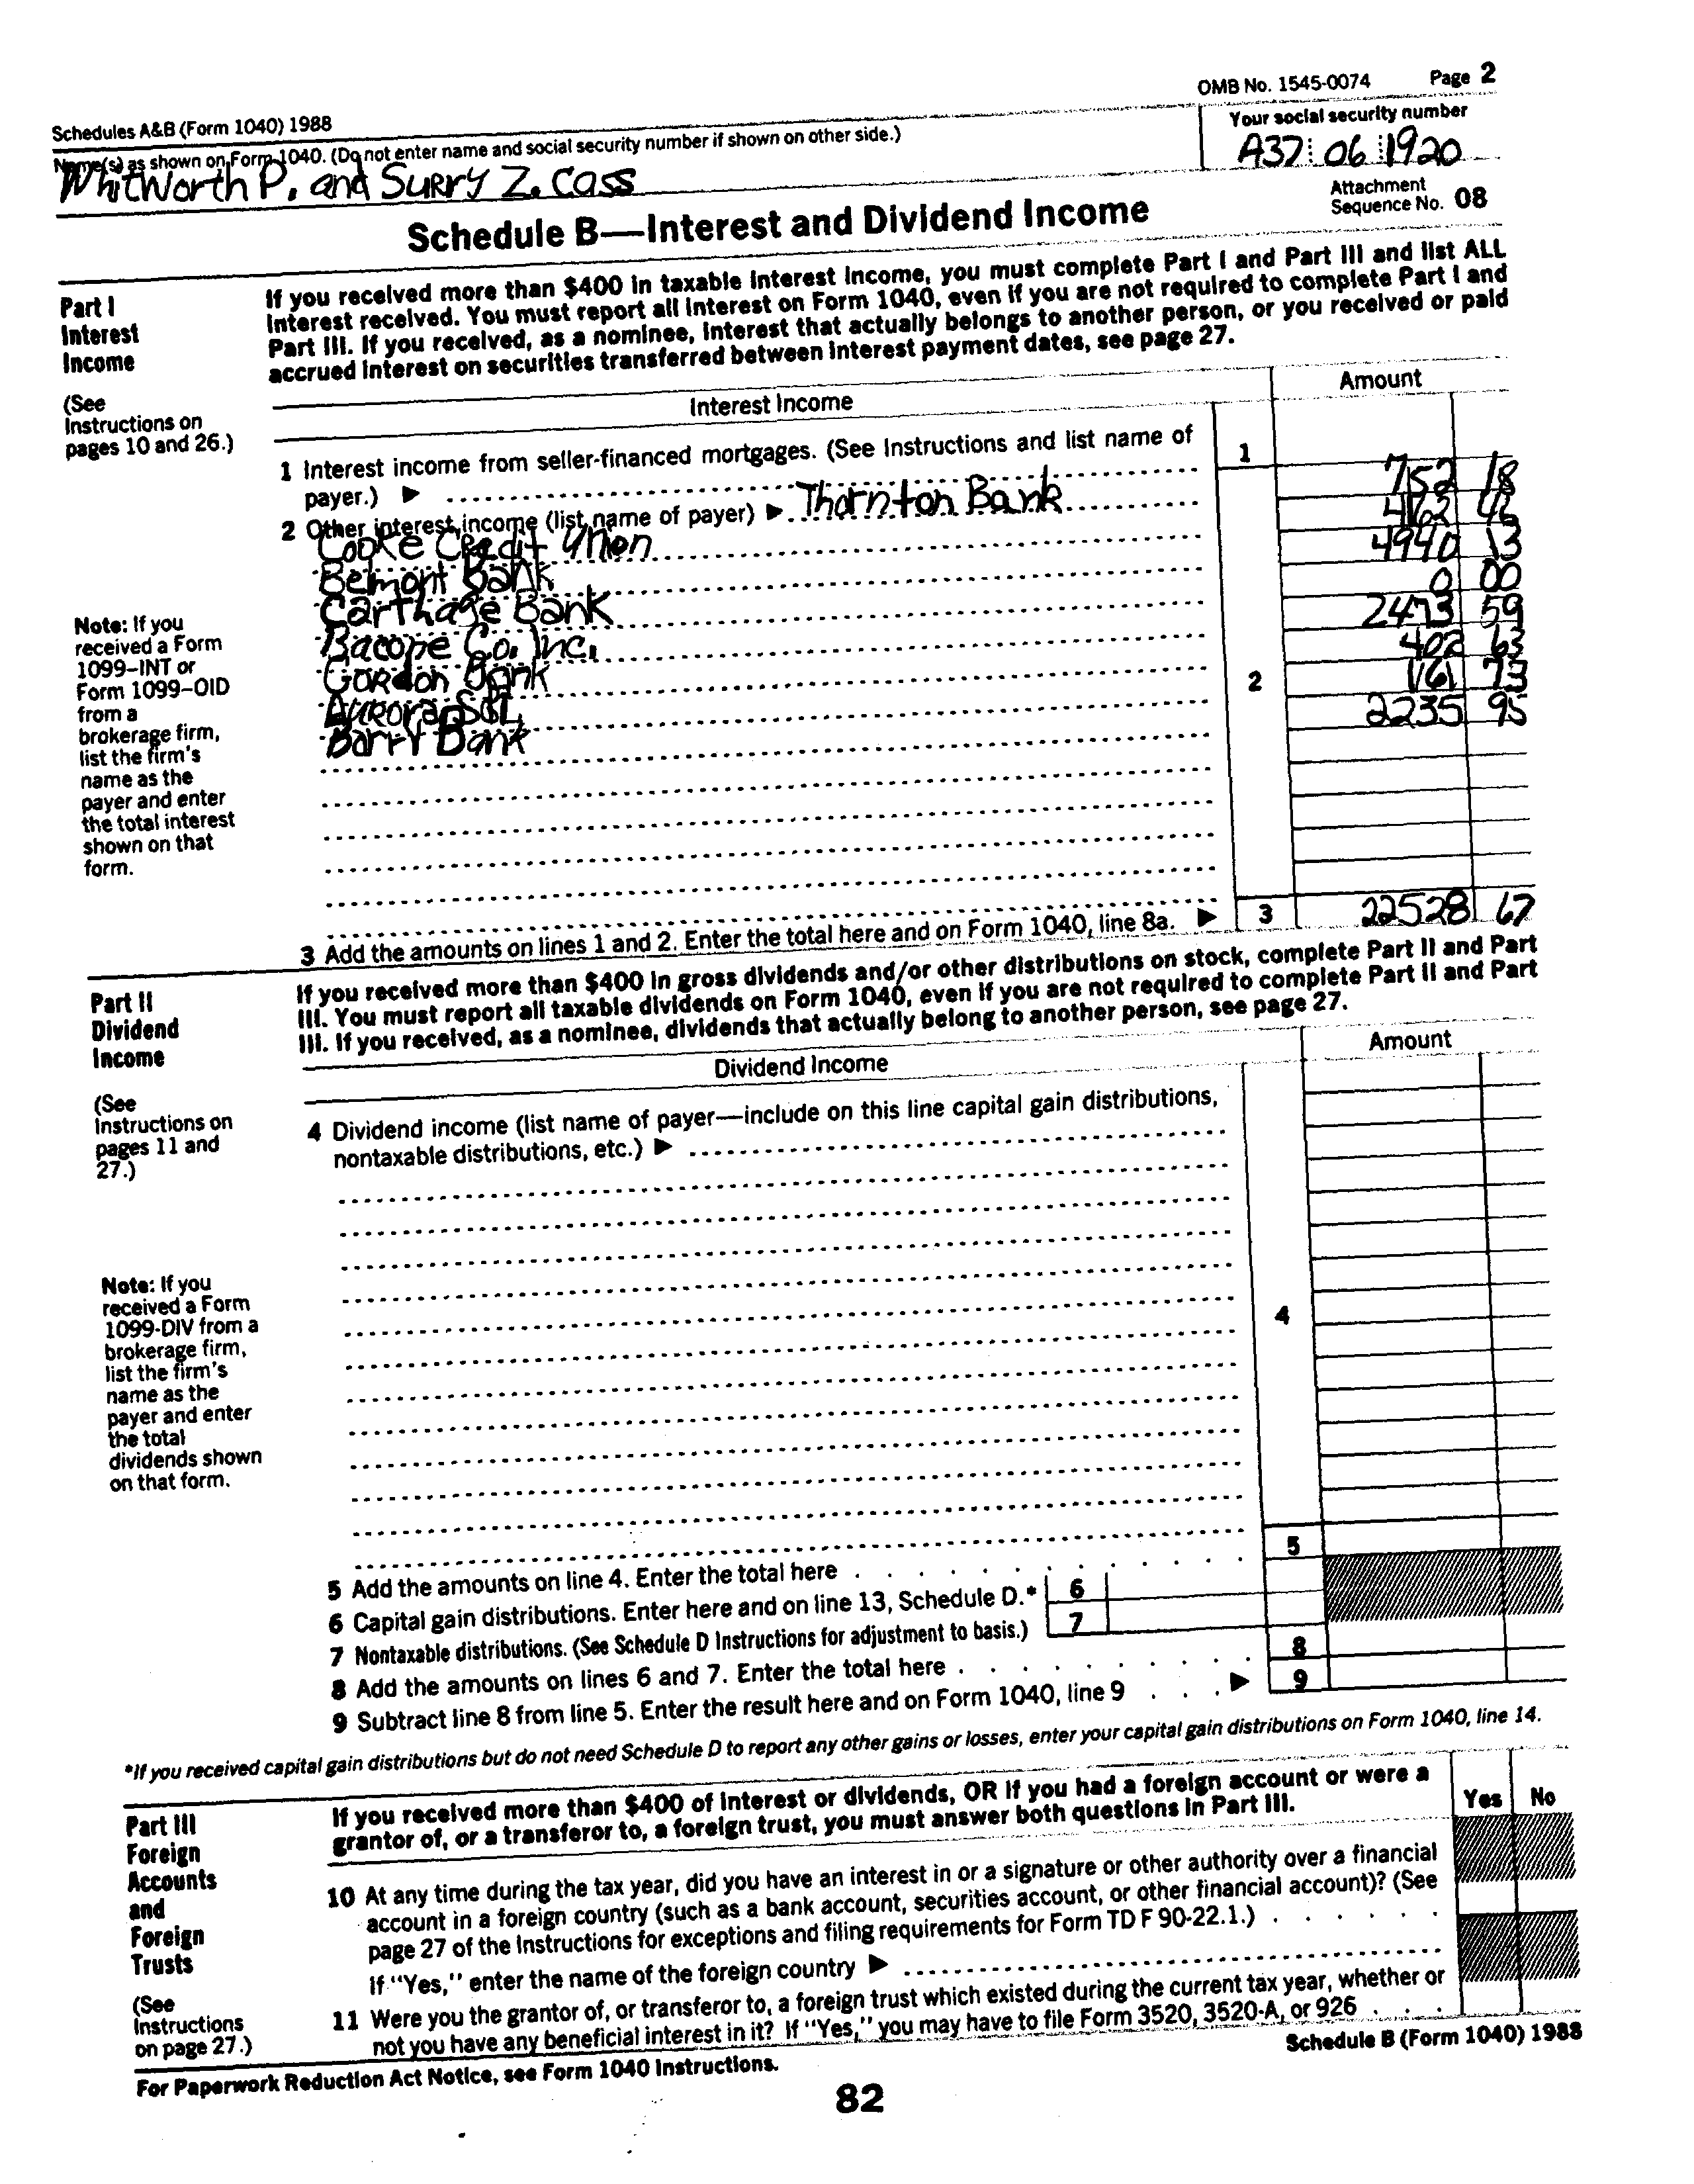 OMB No. 1545-0074 Page 2
Schedules A&B (Form 1040) 1988
Name(s) as shown on Form 1040. (Do not enter name and social security number if shown on other side.)
Your social security number
Whitworth P. and Surry Z. Cass
A37 06 1920
Attachment
Sequence No. 08
Schedule B—Interest and Dividend Income
Part I
Interest
Income
(See
Instructions on
pages 10 and 26.)
If you received more than $400 in taxable interest income, you must complete Part I and Part III and list ALL
interest received. You must report all interest on Form 1040, even if you are not required to complete Part I and
Part III. If you received, as a nominee, interest that actually belongs to another person, or you received or paid
accrued interest on securities transferred between interest payment dates, see page 27.
Interest Income
Amount
1 Interest income from seller-financed mortgages. (See Instructions and list name of
payer.) ▶
1
2 Other interest income (list name of payer) ▶ Thornton Bank
752 18
Cooke Credit Union
Belmont Bank
4940 13
Carthage Bank
0 00
Bacope Co. Inc.
2473 59
Gordon Bank
402 63
Aurora S&L
161 73
Barry Bank
2235 95
2
Note: If you
received a Form
1099–INT or
Form 1099–OID
from a
brokerage firm,
list the firm's
name as the
payer and enter
the total interest
shown on that
form.
3 Add the amounts on lines 1 and 2. Enter the total here and on Form 1040, line 8a. ▶ 3 22528 67
Part II
Dividend
Income
(See
Instructions on
pages 11 and
27.)
If you received more than $400 in gross dividends and/or other distributions on stock, complete Part II and Part
III. You must report all taxable dividends on Form 1040, even if you are not required to complete Part II and Part
III. If you received, as a nominee, dividends that actually belong to another person, see page 27.
Dividend Income
Amount
4 Dividend income (list name of payer—include on this line capital gain distributions,
nontaxable distributions, etc.) ▶
4
Note: If you
received a Form
1099-DIV from a
brokerage firm,
list the firm's
name as the
payer and enter
the total
dividends shown
on that form.
5 Add the amounts on line 4. Enter the total here 5
6 Capital gain distributions. Enter here and on line 13, Schedule D.* 6
7 Nontaxable distributions. (See Schedule D Instructions for adjustment to basis.) 7
8 Add the amounts on lines 6 and 7. Enter the total here 8
9 Subtract line 8 from line 5. Enter the result here and on Form 1040, line 9 ▶ 9
*If you received capital gain distributions but do not need Schedule D to report any other gains or losses, enter your capital gain distributions on Form 1040, line 14.
Part III
Foreign
Accounts
and
Foreign
Trusts
(See
Instructions
on page 27.)
If you received more than $400 of interest or dividends, OR if you had a foreign account or were a
grantor of, or a transferor to, a foreign trust, you must answer both questions in Part III.
Yes No
10 At any time during the tax year, did you have an interest in or a signature or other authority over a financial
account in a foreign country (such as a bank account, securities account, or other financial account)? (See
page 27 of the Instructions for exceptions and filing requirements for Form TD F 90-22.1.)
If "Yes," enter the name of the foreign country ▶
11 Were you the grantor of, or transferor to, a foreign trust which existed during the current tax year, whether or
not you have any beneficial interest in it? If "Yes," you may have to file Form 3520, 3520-A, or 926
For Paperwork Reduction Act Notice, see Form 1040 Instructions.
Schedule B (Form 1040) 1988
82